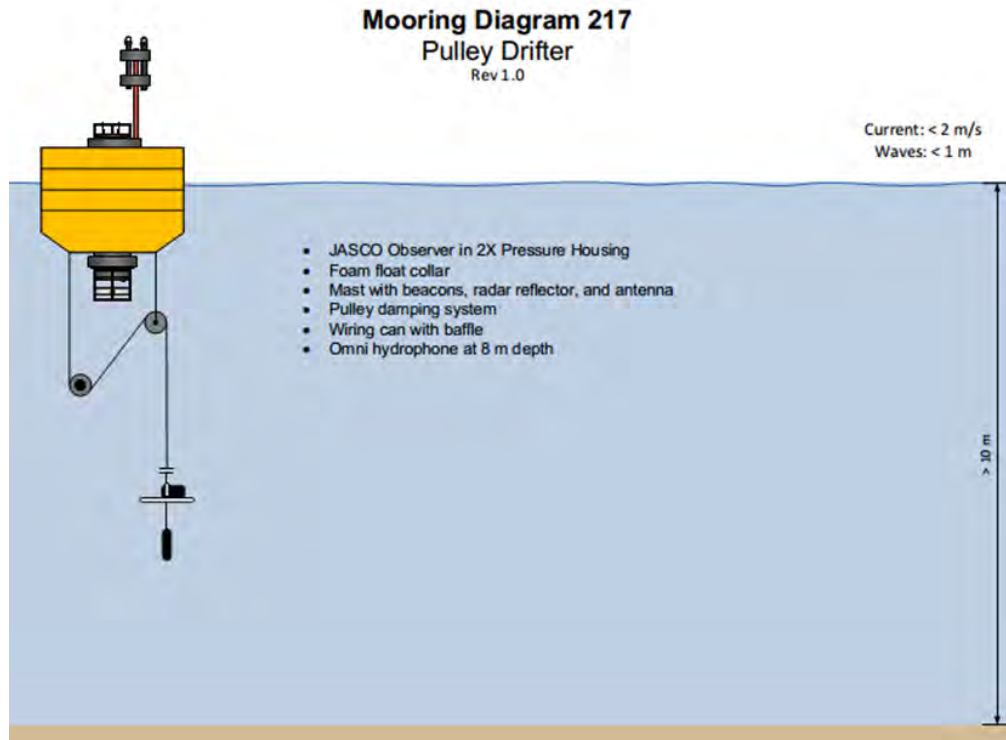 Mooring Diagram 217
Pulley Drifter
Rev 1.0
Current: < 2 m/s
Waves: < 1 m
• JASCO Observer in 2X Pressure Housing
• Foam float collar
• Mast with beacons, radar reflector, and antenna
• Pulley damping system
• Wiring can with baffle
• Omni hydrophone at 8 m depth
> 10 m